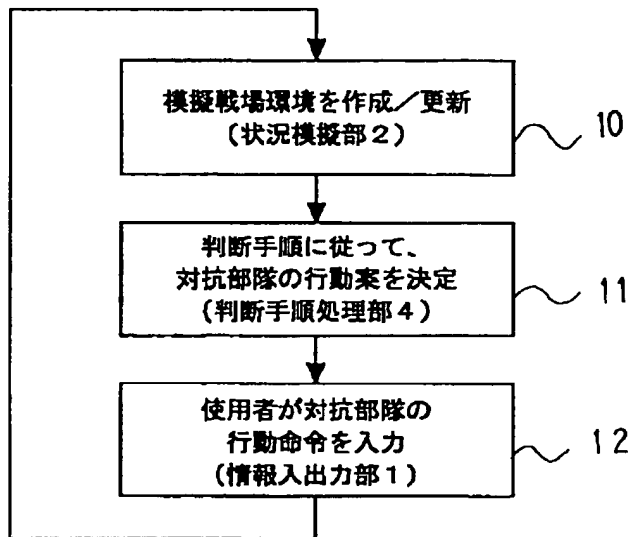 模擬戦場環境を作成／更新
(状況模擬部２)
10
判断手順に従って、
対抗部隊の行動案を決定
(判断手順処理部４)
11
使用者が対抗部隊の
行動命令を入力
(情報入出力部１)
12